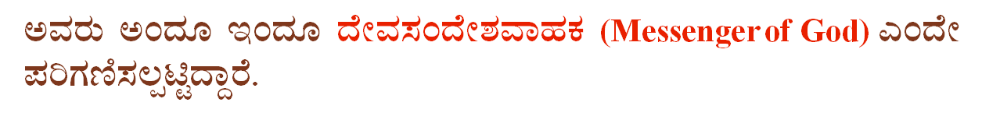 ಅವರು ಅಂದೂ ಇಂದೂ ದೇವಸಂದೇಶವಾಹಕ (Messenger of God) ಎಂದೇ
ಪರಿಗಣಿಸಲ್ಪಟ್ಟಿದ್ದಾರೆ.